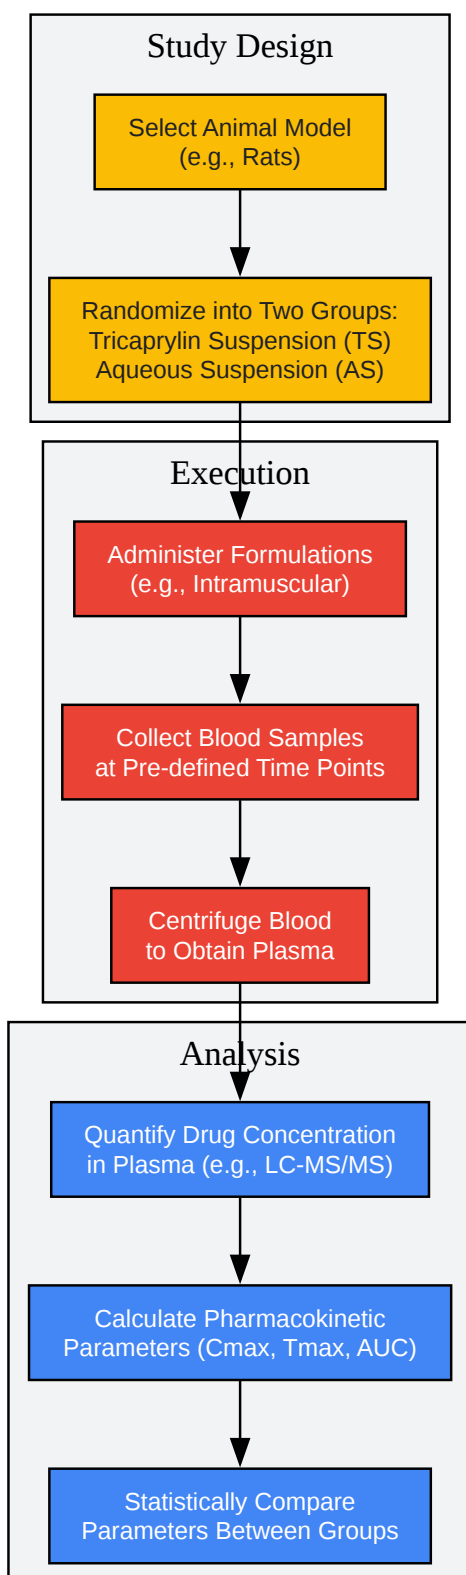 Study Design
Select Animal Model
(e.g., Rats)
Randomize into Two Groups:
Tricaprylin Suspension (TS)
Aqueous Suspension (AS)
Execution
Administer Formulations
(e.g., Intramuscular)
Collect Blood Samples
at Pre-defined Time Points
Centrifuge Blood
to Obtain Plasma
Analysis
Quantify Drug Concentration
in Plasma (e.g., LC-MS/MS)
Calculate Pharmacokinetic
Parameters (Cmax, Tmax, AUC)
Statistically Compare
Parameters Between Groups